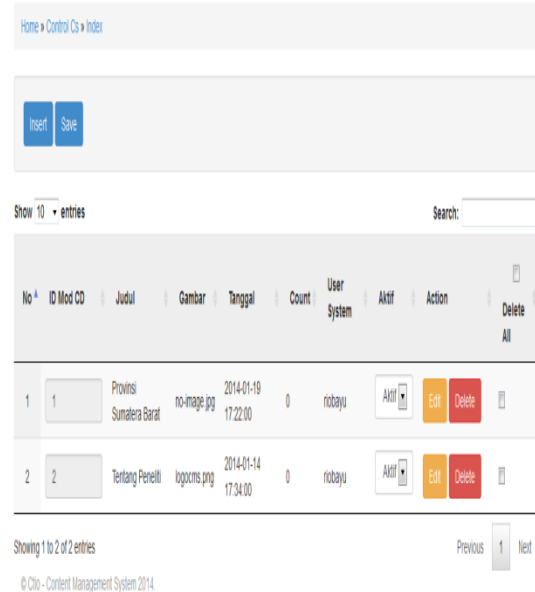 Home » Control Cs » Index
Insert Save
Show 10 entries Search:
No ID Mod CD Judul Gambar Tanggal Count User System Aktif Action Delete All
1 1 Provinsi Sumatera Barat no-image.jpg 2014-01-19 17:22:00 0 riobayu Aktif Edit Delete
2 2 Tentang Peneliti logocms.png 2014-01-14 17:34:00 0 riobayu Aktif Edit Delete
Showing 1 to 2 of 2 entries Previous 1 Next
© Ctio - Content Management System 2014.